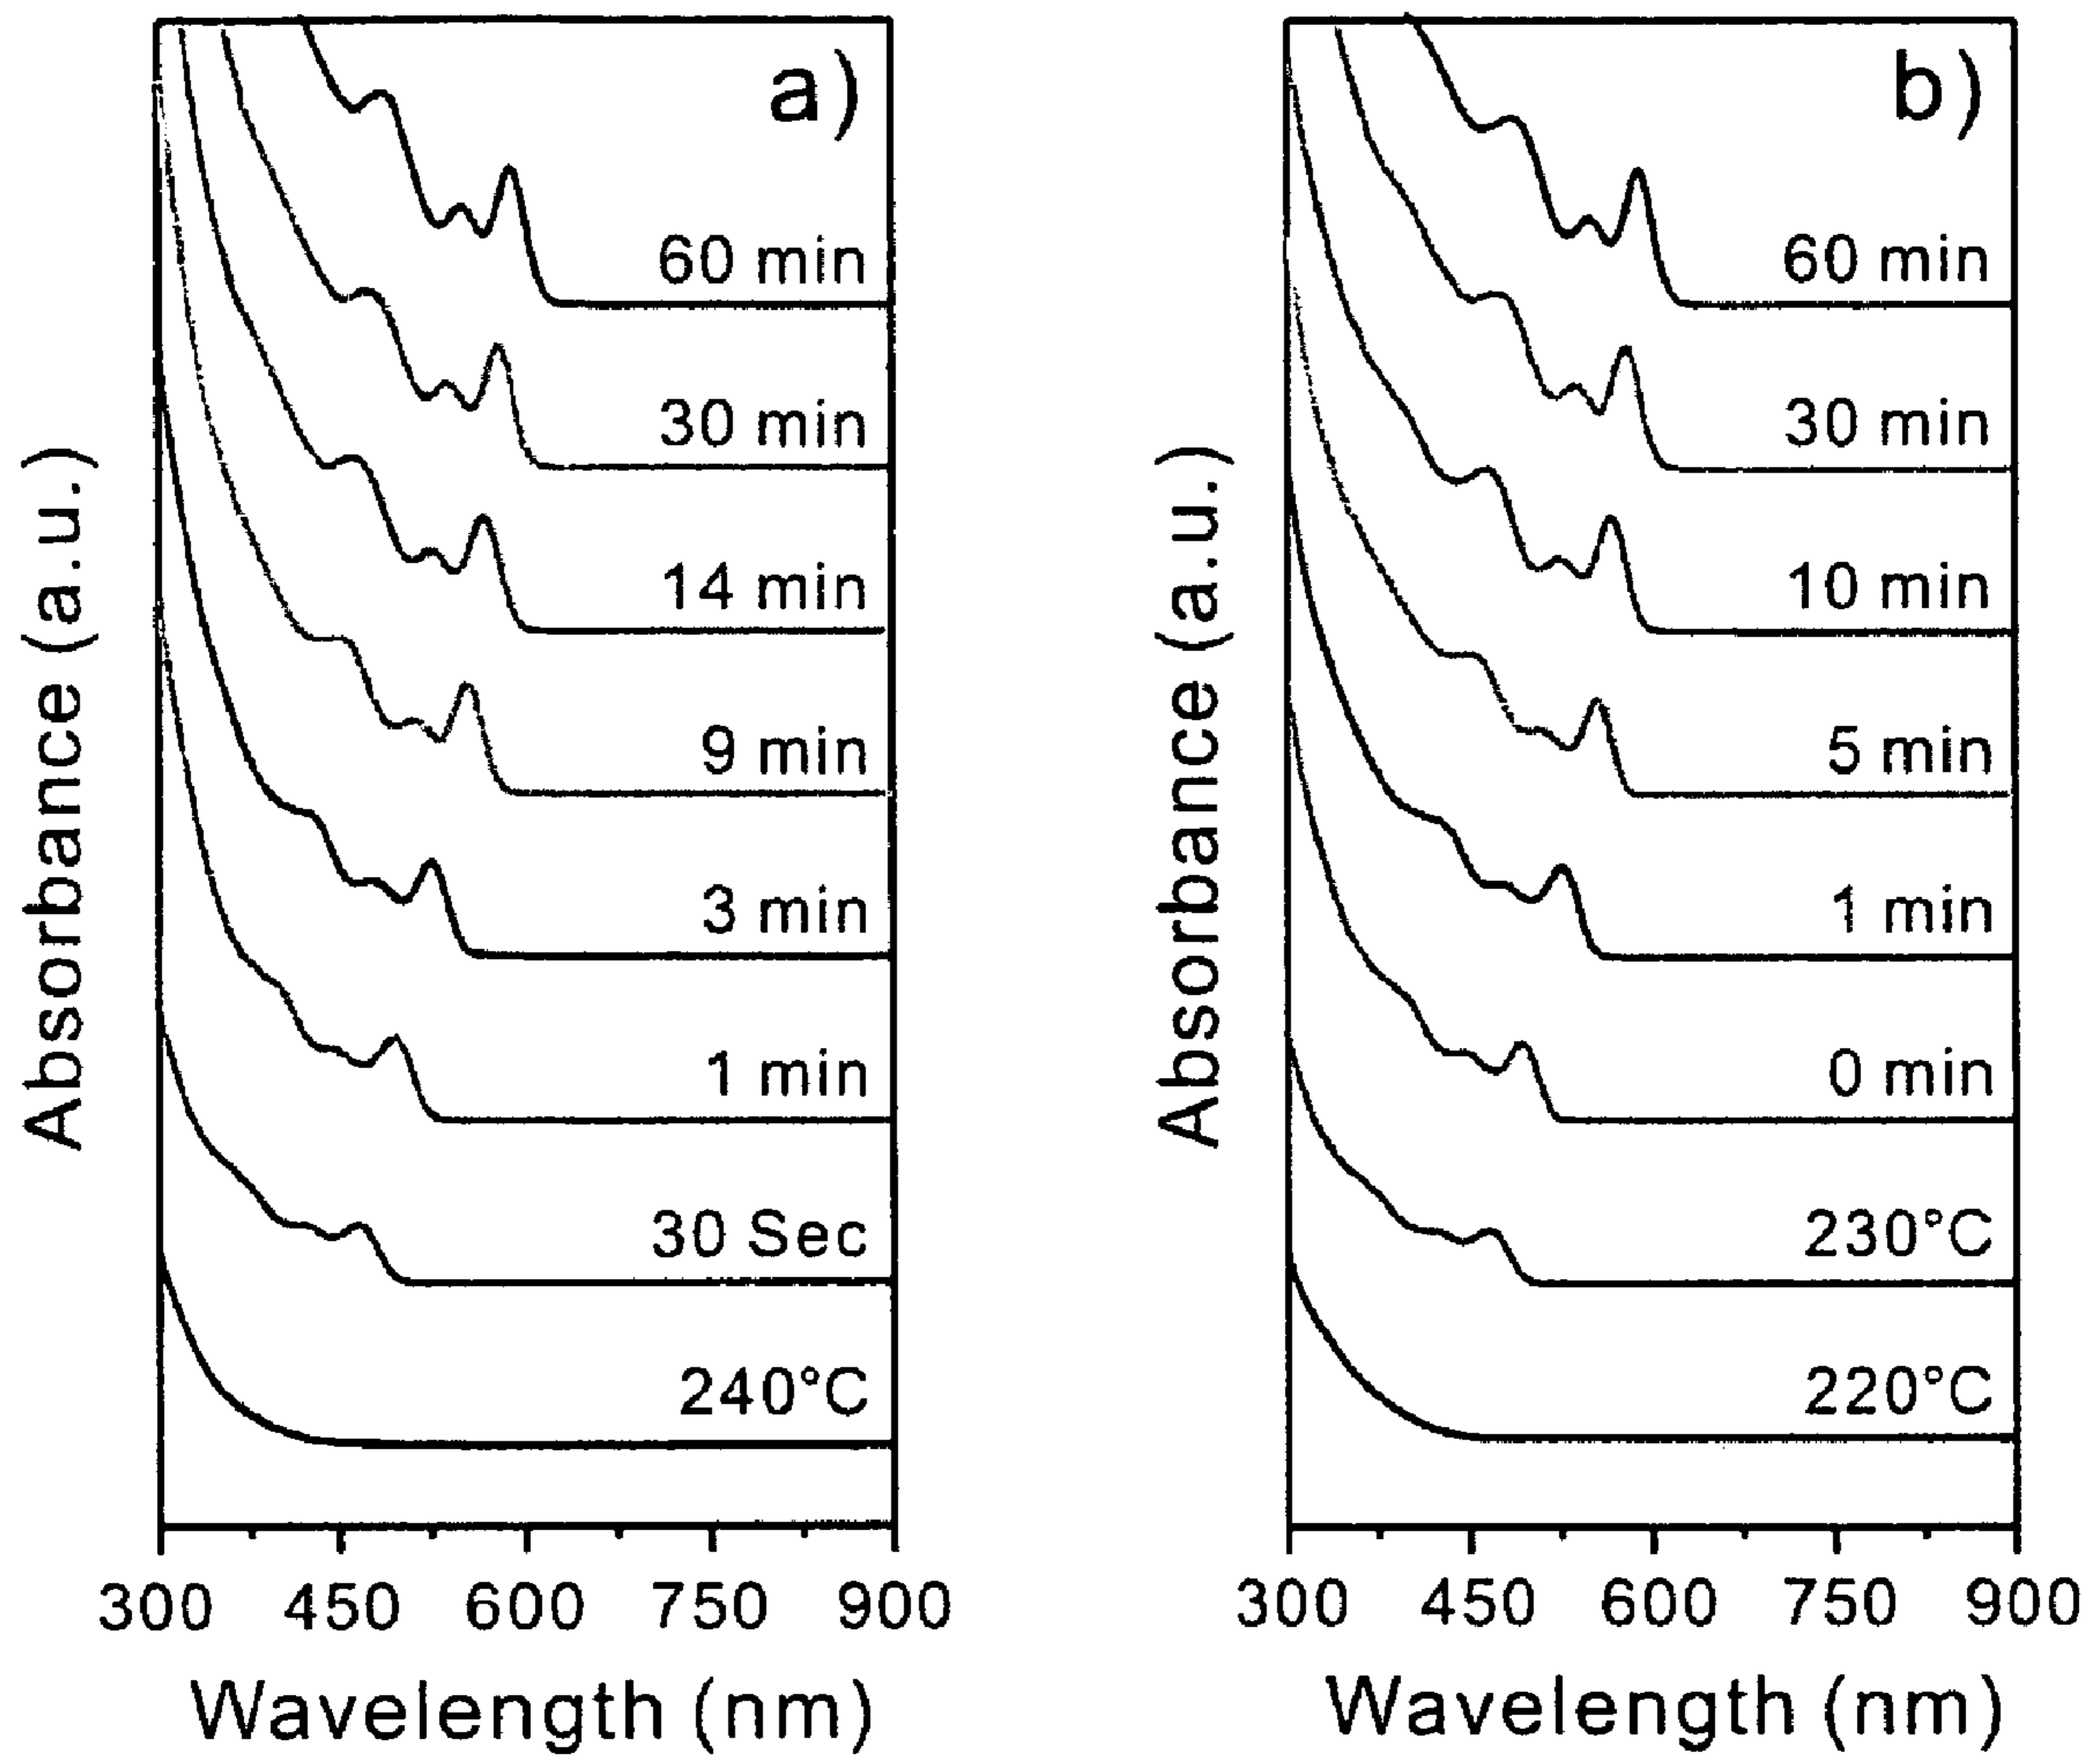 a)
60 min
30 min
14 min
9 min
3 min
1 min
30 Sec
240°C
Absorbance (a.u.)
300 450 600 750 900
Wavelength (nm)
b)
60 min
30 min
10 min
5 min
1 min
0 min
230°C
220°C
Absorbance (a.u.)
300 450 600 750 900
Wavelength (nm)